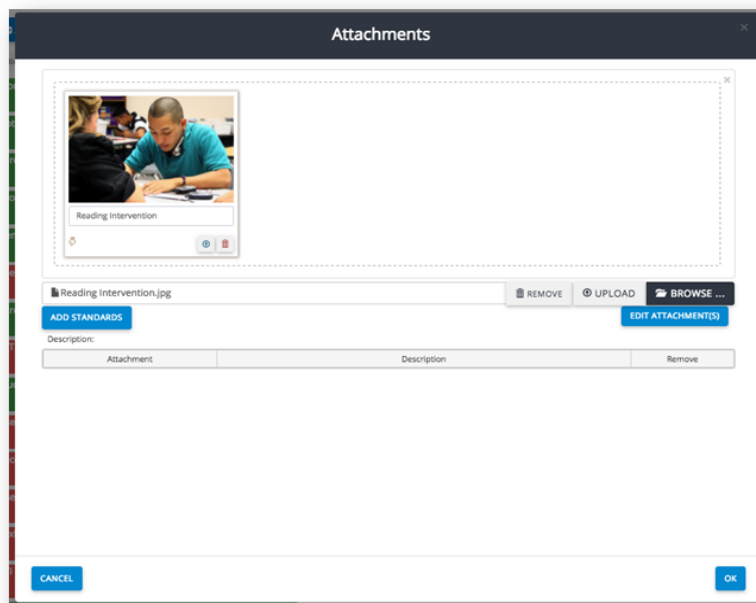 Attachments
Reading Intervention
Reading Intervention.jpg
REMOVE
UPLOAD
BROWSE ...
ADD STANDARDS
EDIT ATTACHMENT(S)
Description:
Attachment Description Remove
CANCEL
OK